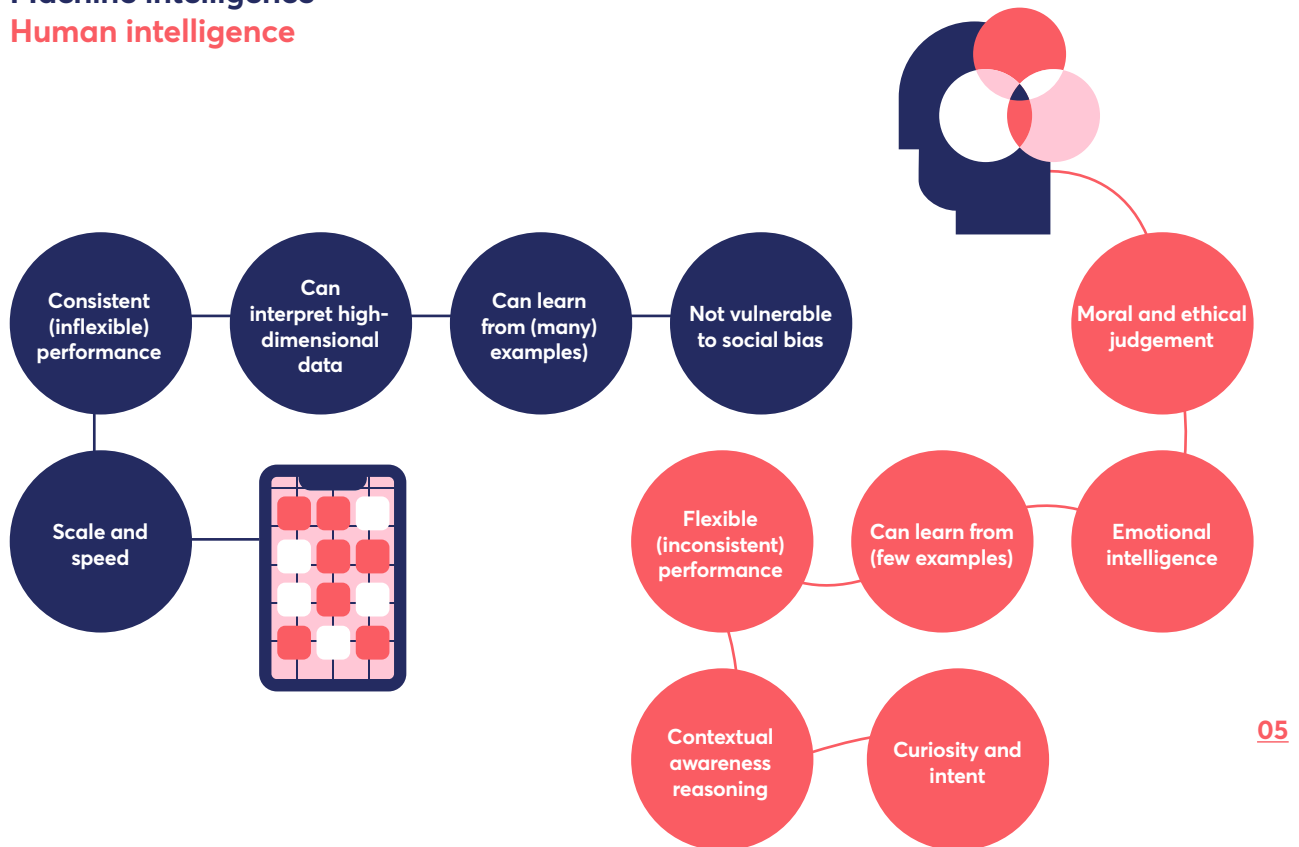 Machine intelligence
Human intelligence
Consistent
(inflexible)
performance
Can
interpret high-
dimensional
data
Can learn
from (many)
examples)
Not vulnerable
to social bias
Scale and
speed
Moral and ethical
judgement
Emotional
intelligence
Can learn from
(few examples)
Flexible
(inconsistent)
performance
Contextual
awareness
reasoning
Curiosity and
intent
05